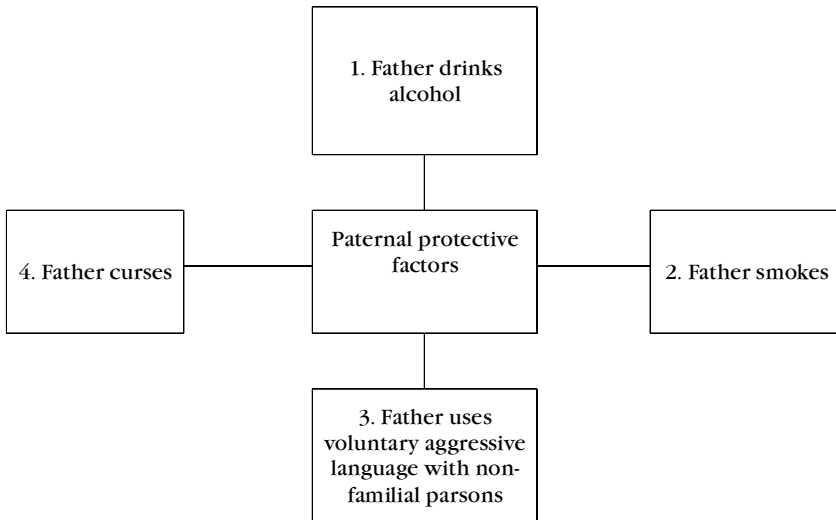 1. Father drinks
alcohol
4. Father curses
Paternal protective
factors
2. Father smokes
3. Father uses
voluntary aggressive
language with non-
familial parsons